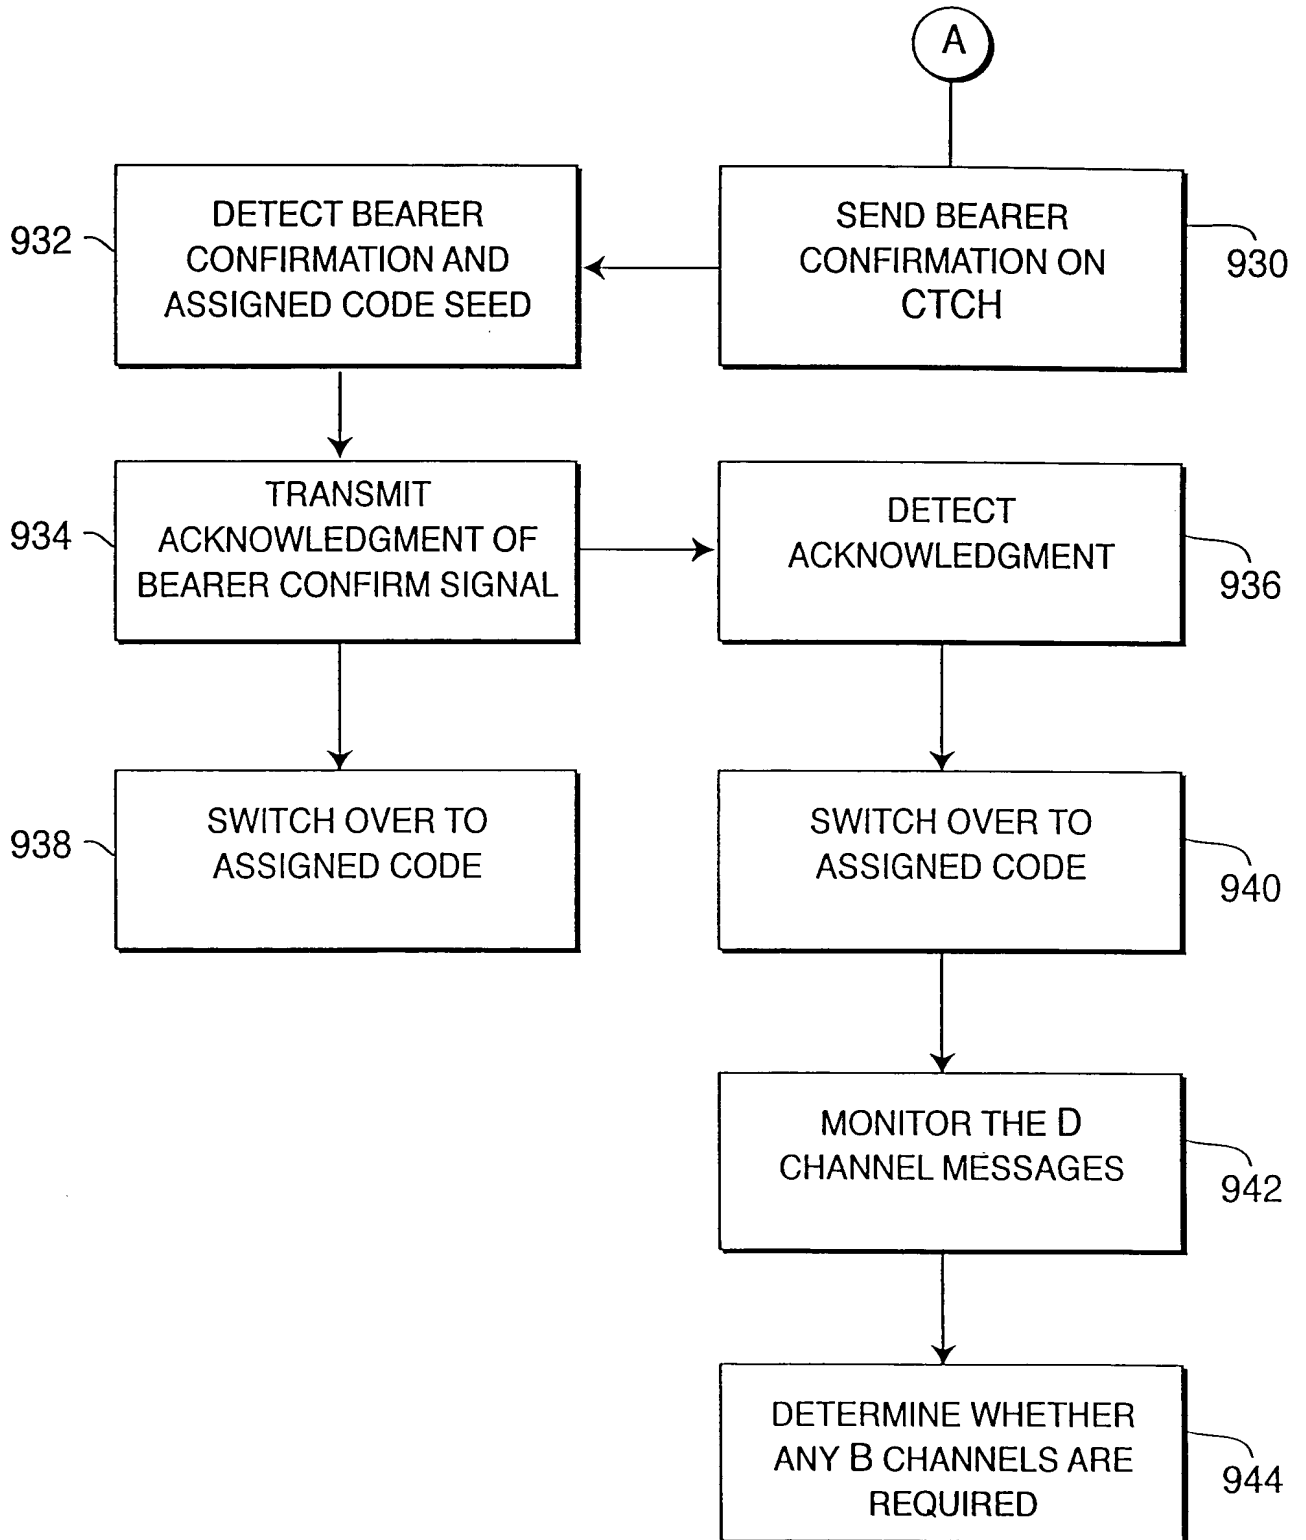 A
932
DETECT BEARER
CONFIRMATION AND
ASSIGNED CODE SEED
SEND BEARER
CONFIRMATION ON
CTCH
930
934
TRANSMIT
ACKNOWLEDGMENT OF
BEARER CONFIRM SIGNAL
DETECT
ACKNOWLEDGMENT
936
938
SWITCH OVER TO
ASSIGNED CODE
SWITCH OVER TO
ASSIGNED CODE
940
MONITOR THE D
CHANNEL MESSAGES
942
DETERMINE WHETHER
ANY B CHANNELS ARE
REQUIRED
944